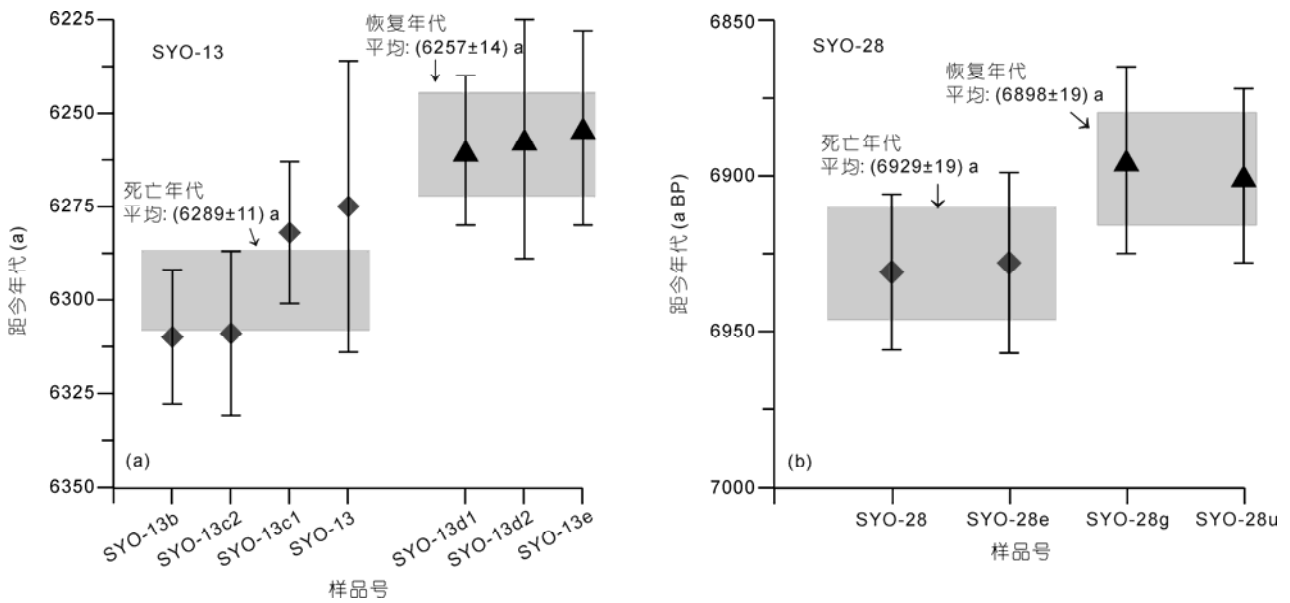 SYO-13
恢复年代
平均: (6257±14) a
死亡年代
平均: (6289±11) a
距今年代 (a)
6225
6250
6275
6300
6325
6350
(a)
SYO-13b
SYO-13c2
SYO-13c1
SYO-13
SYO-13d1
SYO-13d2
SYO-13e
样品号
SYO-28
恢复年代
平均: (6898±19) a
死亡年代
平均: (6929±19) a
距今年代 (a BP)
6850
6900
6950
7000
(b)
SYO-28
SYO-28e
SYO-28g
SYO-28u
样品号